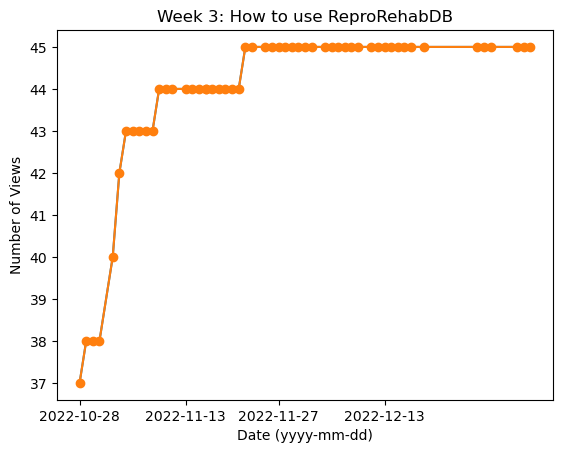 Week 3: How to use ReproRehabDB
45
44
43
42
41
40
39
38
37
Number of Views
2022-10-28 2022-11-13 2022-11-27 2022-12-13
Date (yyyy-mm-dd)